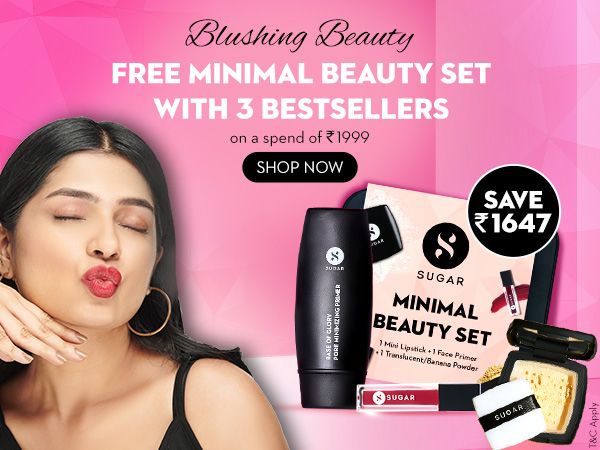 Blushing Beauty
FREE MINIMAL BEAUTY SET
WITH 3 BESTSELLERS
on a spend of ₹1999
SHOP NOW
SAVE
₹1647
SUGAR
BASE OF GLORY
PORE MINIMIZING PRIMER
SUGAR
MINIMAL
BEAUTY SET
1 Mini Lipstick + 1 Face Primer
+ 1 Translucent/Banana Powder
SUGAR
SUGAR
T&C Apply